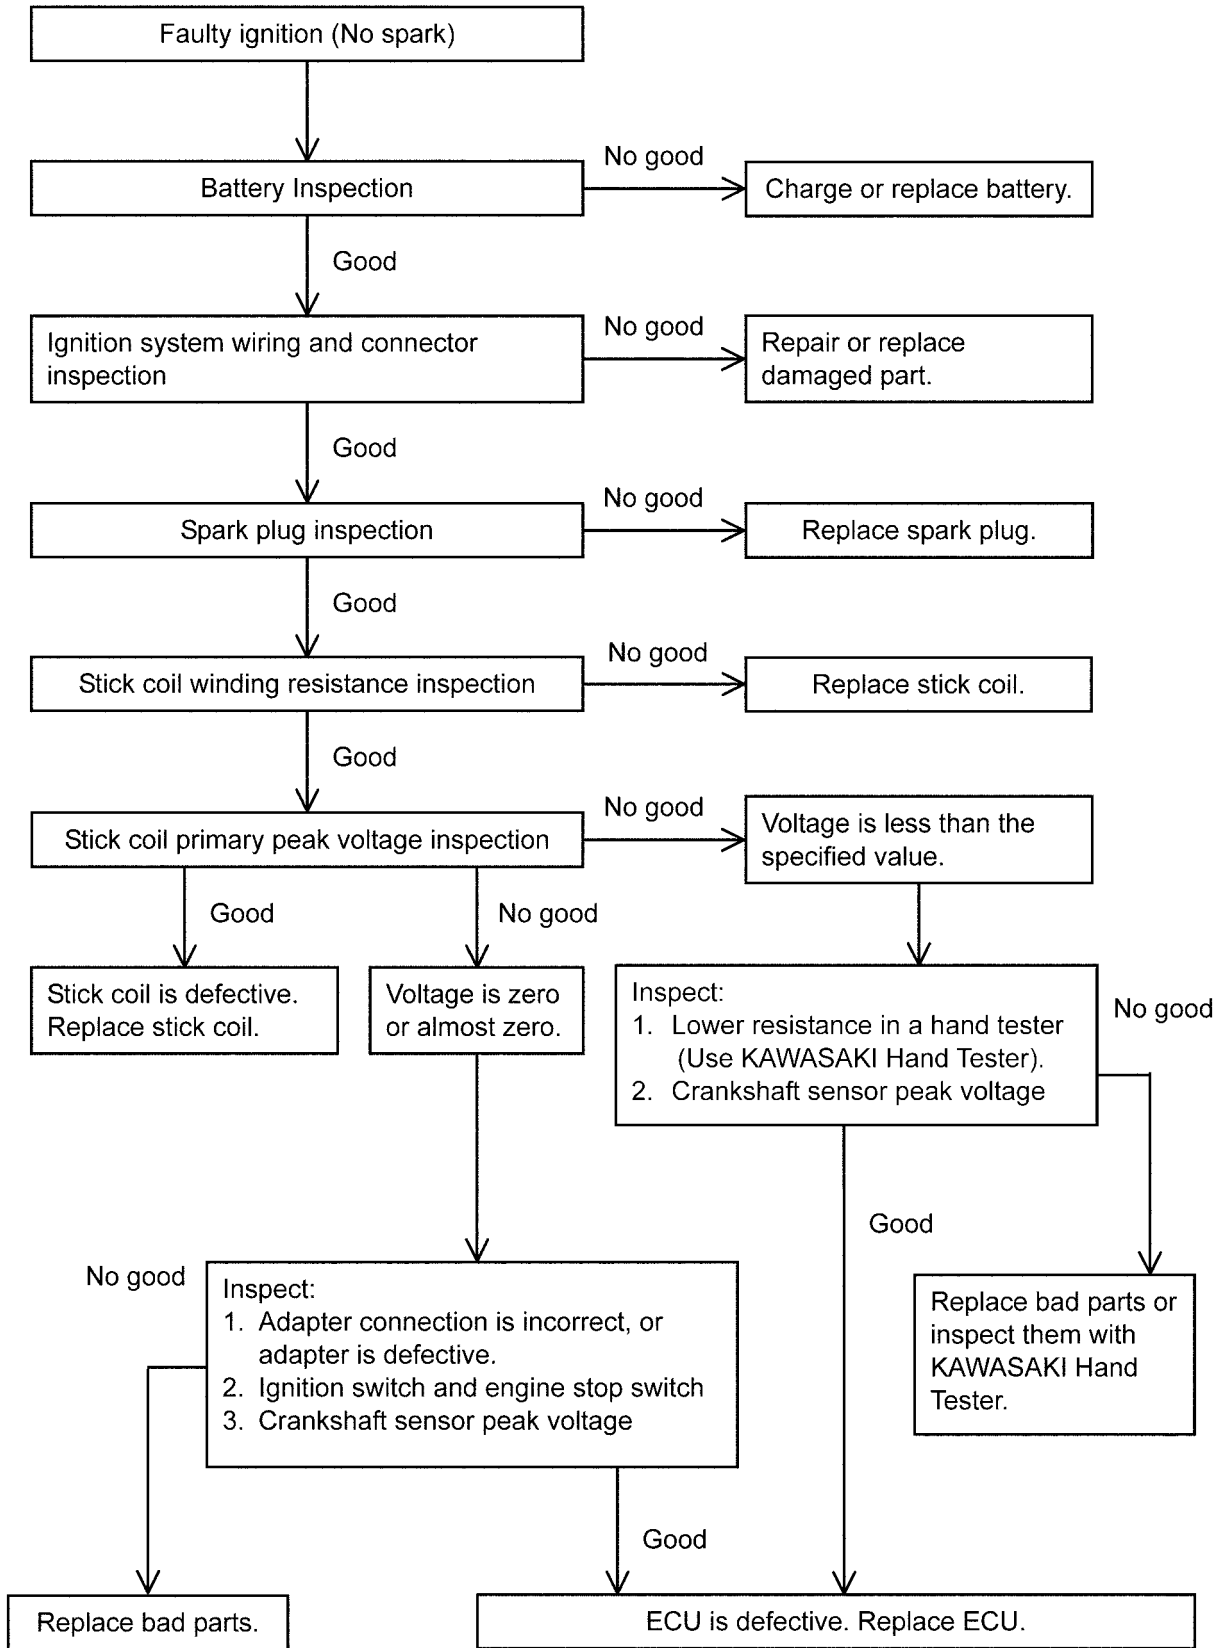 Faulty ignition (No spark)
No good
Battery Inspection
Charge or replace battery.
Good
No good
Ignition system wiring and connector
inspection
Repair or replace
damaged part.
Good
No good
Spark plug inspection
Replace spark plug.
Good
No good
Stick coil winding resistance inspection
Replace stick coil.
Good
No good
Stick coil primary peak voltage inspection
Voltage is less than the
specified value.
Good
No good
Stick coil is defective.
Replace stick coil.
Voltage is zero
or almost zero.
Inspect:
1. Lower resistance in a hand tester
(Use KAWASAKI Hand Tester).
2. Crankshaft sensor peak voltage
No good
Good
No good
Inspect:
1. Adapter connection is incorrect, or
adapter is defective.
2. Ignition switch and engine stop switch
3. Crankshaft sensor peak voltage
Replace bad parts or
inspect them with
KAWASAKI Hand
Tester.
Good
Replace bad parts.
ECU is defective. Replace ECU.